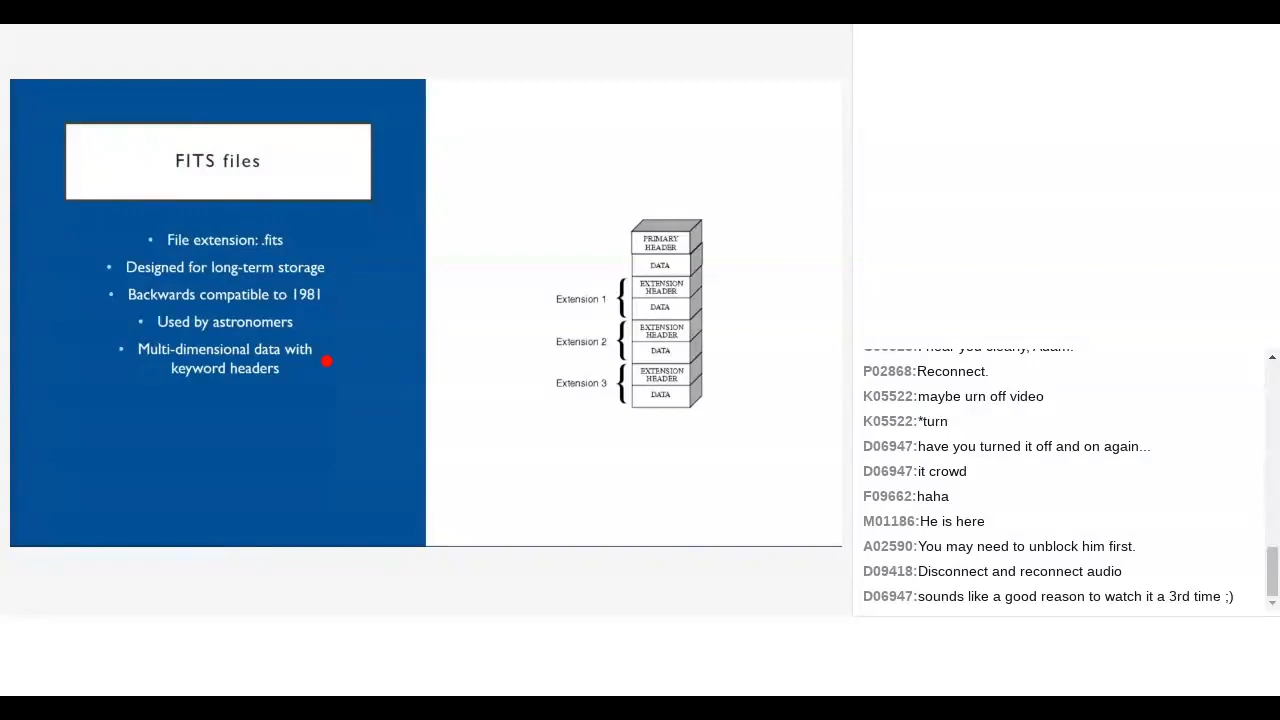 FITS files
• File extension: .fits
• Designed for long-term storage
• Backwards compatible to 1981
• Used by astronomers
• Multi-dimensional data with
keyword headers
PRIMARY
HEADER
DATA
Extension 1
EXTENSION
HEADER
DATA
Extension 2
EXTENSION
HEADER
DATA
Extension 3
EXTENSION
HEADER
DATA
hear you clearly, Adam.
P02868:Reconnect.
K05522:maybe urn off video
K05522:*turn
D06947:have you turned it off and on again...
D06947:it crowd
F09662:haha
M01186:He is here
A02590:You may need to unblock him first.
D09418:Disconnect and reconnect audio
D06947:sounds like a good reason to watch it a 3rd time ;)